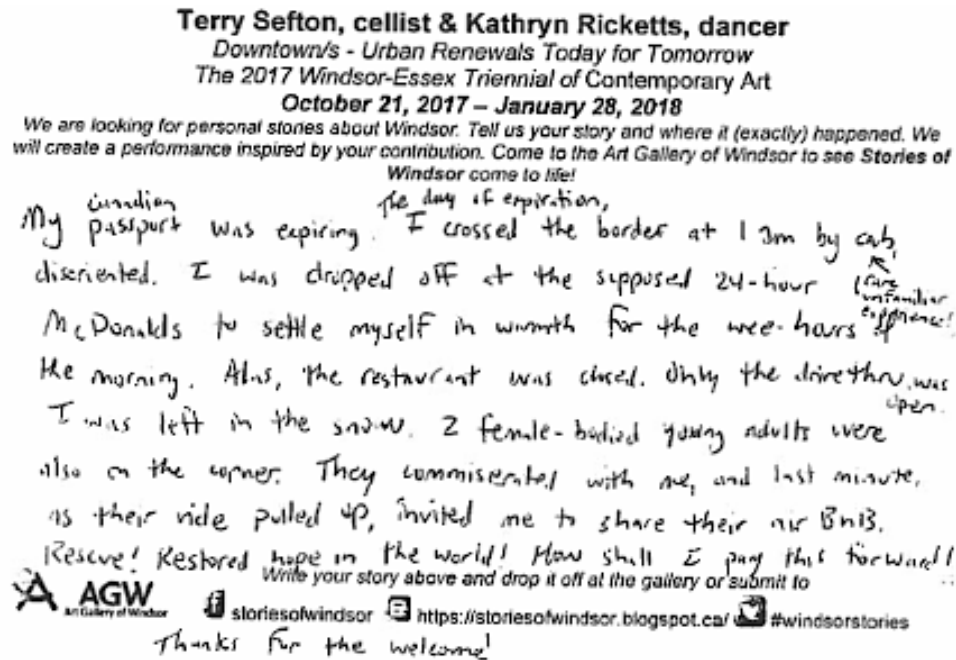 Terry Sefton, cellist & Kathryn Ricketts, dancer
Downtown/s - Urban Renewals Today for Tomorrow
The 2017 Windsor-Essex Triennial of Contemporary Art
October 21, 2017 – January 28, 2018
We are looking for personal stories about Windsor. Tell us your story and where it (exactly) happened. We
will create a performance inspired by your contribution. Come to the Art Gallery of Windsor to see Stories of
Windsor come to life!
canadian the day of expiration,
My passport was expiring. I crossed the border at 1 am by cab,
disoriented. I was dropped off at the supposed 24-hour (rare
unfamiliar
experience!
McDonalds to settle myself in warmth for the wee-hours of
the morning. Alas, the restaurant was closed. Only the drive thru was
open.
I was left in the snow. 2 female-bodied young adults were
also on the corner. They commiserated with me, and last minute,
as their ride pulled up, invited me to share their air BnB.
Rescue! Restored hope in the world! How shall I pay this forward!
Write your story above and drop it off at the gallery or submit to
AGW
Art Gallery of Windsor
storiesofwindsor https://storiesofwindsor.blogspot.ca/ #windsorstories
Thanks for the welcome!